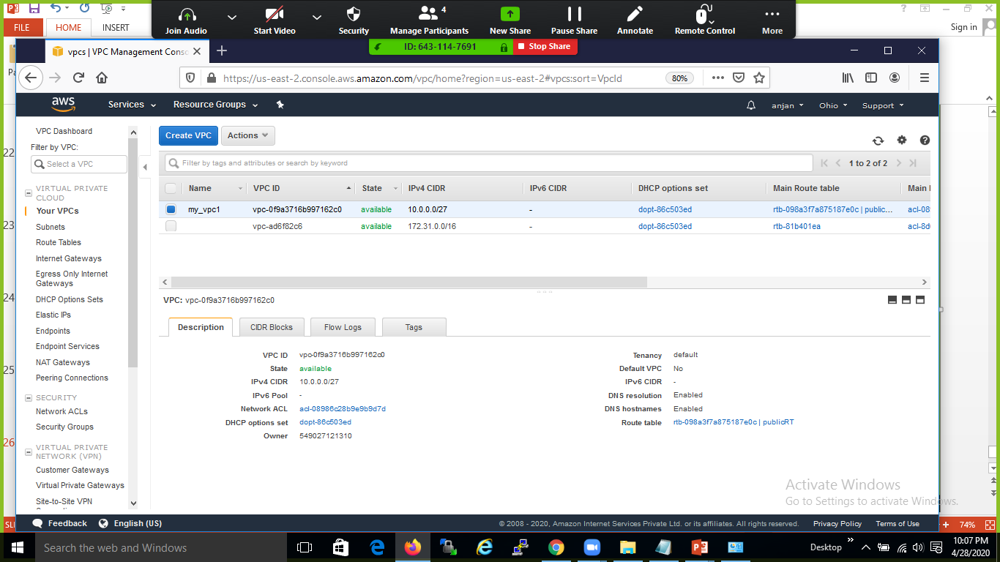 FILE
HOME
INSERT
Sign in
Join Audio
Start Video
Security
4
Manage Participants
New Share
Pause Share
Annotate
Remote Control
More
ID: 643-114-7691
Stop Share
vpcs | VPC Management Conso
https://us-east-2.console.aws.amazon.com/vpc/home?region=us-east-2#vpcs:sort=VpcId
80%
aws
Services
Resource Groups
anjan
Ohio
Support
22
23
24
25
26
VPC Dashboard
Filter by VPC:
Select a VPC
VIRTUAL PRIVATE
CLOUD
Your VPCs
Subnets
Route Tables
Internet Gateways
Egress Only Internet
Gateways
DHCP Options Sets
Elastic IPs
Endpoints
Endpoint Services
NAT Gateways
Peering Connections
SECURITY
Network ACLs
Security Groups
VIRTUAL PRIVATE
NETWORK (VPN)
Customer Gateways
Virtual Private Gateways
Site-to-Site VPN
Create VPC
Actions
Filter by tags and attributes or search by keyword
1 to 2 of 2
Name VPC ID State IPv4 CIDR IPv6 CIDR DHCP options set Main Route table Main
my_vpc1 vpc-0f9a3716b997162c0 available 10.0.0.0/27 - dopt-86c503ed rtb-098a3f7a875187e0c | public... acl-08
vpc-ad6f82c6 available 172.31.0.0/16 - dopt-86c503ed rtb-81b401ea acl-8d
VPC: vpc-0f9a3716b997162c0
Description
CIDR Blocks
Flow Logs
Tags
VPC ID vpc-0f9a3716b997162c0
State available
IPv4 CIDR 10.0.0.0/27
IPv6 Pool -
Network ACL acl-08986c28b9e9b9d7d
DHCP options set dopt-86c503ed
Owner 549027121310
Tenancy default
Default VPC No
IPv6 CIDR -
DNS resolution Enabled
DNS hostnames Enabled
Route table rtb-098a3f7a875187e0c | publicRT
Activate Windows
Go to Settings to activate Windows.
Feedback
English (US)
© 2008 - 2020, Amazon Internet Services Private Ltd. or its affiliates. All rights reserved.
Privacy Policy
Terms of Use
74%
Search the web and Windows
Desktop
10:07 PM
4/28/2020